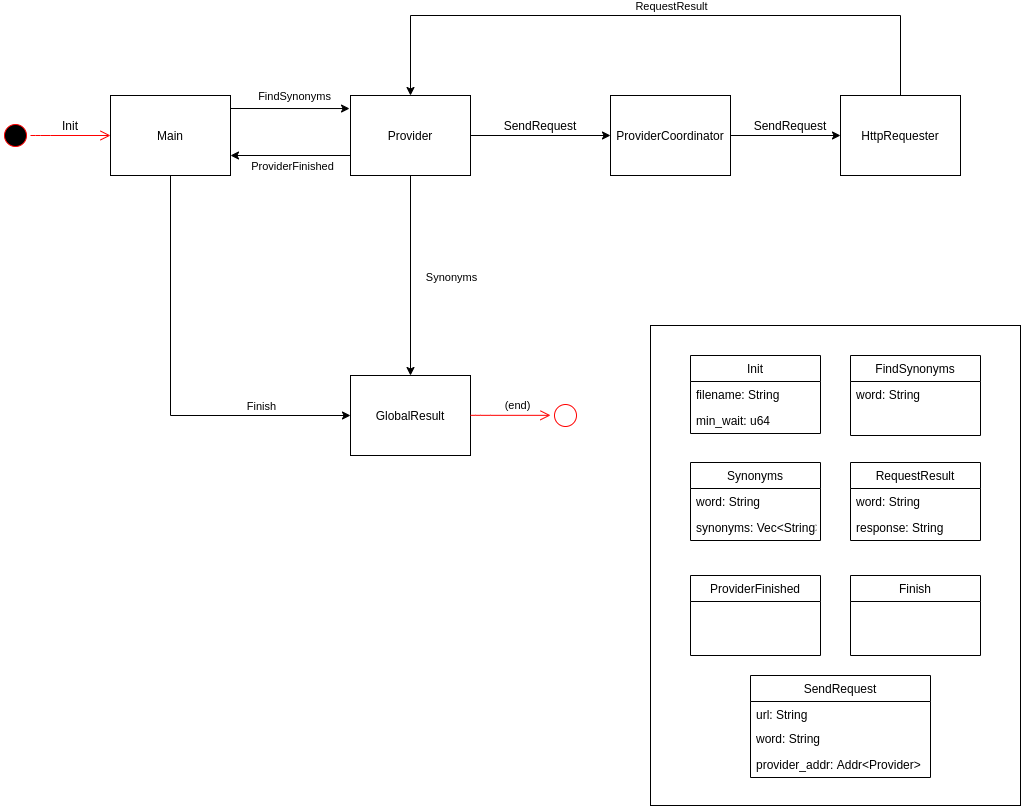 RequestResult
FindSynonyms
Init
Main
Provider
SendRequest
ProviderCoordinator
SendRequest
HttpRequester
ProviderFinished
Synonyms
Finish
GlobalResult
(end)
Init
filename: String
min_wait: u64
FindSynonyms
word: String
Synonyms
word: String
synonyms: Vec<String
RequestResult
word: String
response: String
ProviderFinished
Finish
SendRequest
url: String
word: String
provider_addr: Addr<Provider>